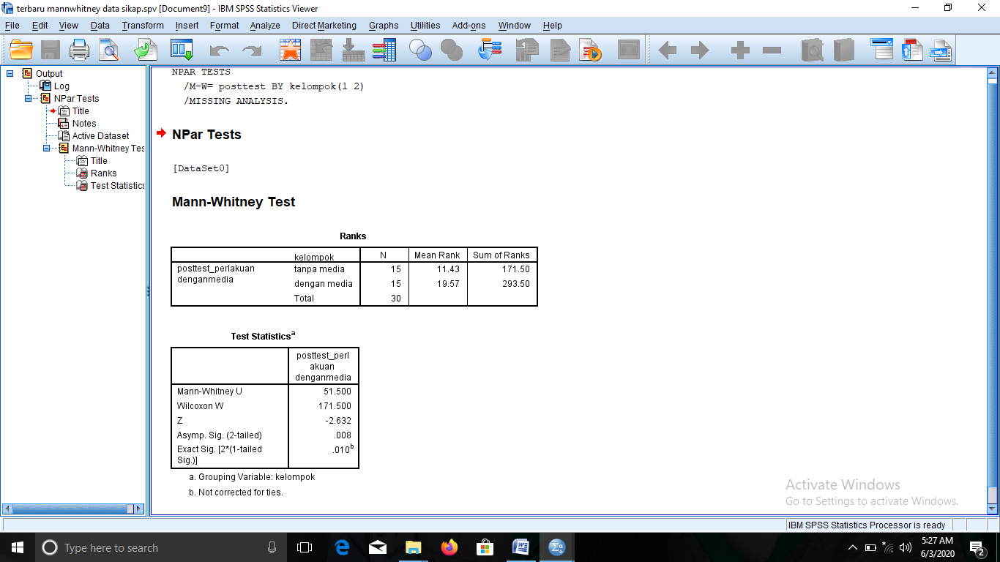 terbaru mannwhitney data sikap.spv [Document9] - IBM SPSS Statistics Viewer
File Edit View Data Transform Insert Format Analyze Direct Marketing Graphs Utilities Add-ons Window Help
Output
Log
NPar Tests
Title
Notes
Active Dataset
Mann-Whitney Tes
Title
Ranks
Test Statistics
NPAR TESTS
/M-W= posttest BY kelompok(1 2)
/MISSING ANALYSIS.
NPar Tests
[DataSet0]
Mann-Whitney Test
Ranks
kelompok N Mean Rank Sum of Ranks
posttest_perlakuan denganmedia tanpa media 15 11.43 171.50
dengan media 15 19.57 293.50
Total 30
Test Statisticsa
posttest_perl
akuan
denganmedia
Mann-Whitney U 51.500
Wilcoxon W 171.500
Z -2.632
Asymp. Sig. (2-tailed) .008
Exact Sig. [2*(1-tailed Sig.)] .010b
a. Grouping Variable: kelompok
b. Not corrected for ties.
Activate Windows
Go to Settings to activate Windows.
IBM SPSS Statistics Processor is ready
Type here to search
5:27 AM
6/3/2020
2